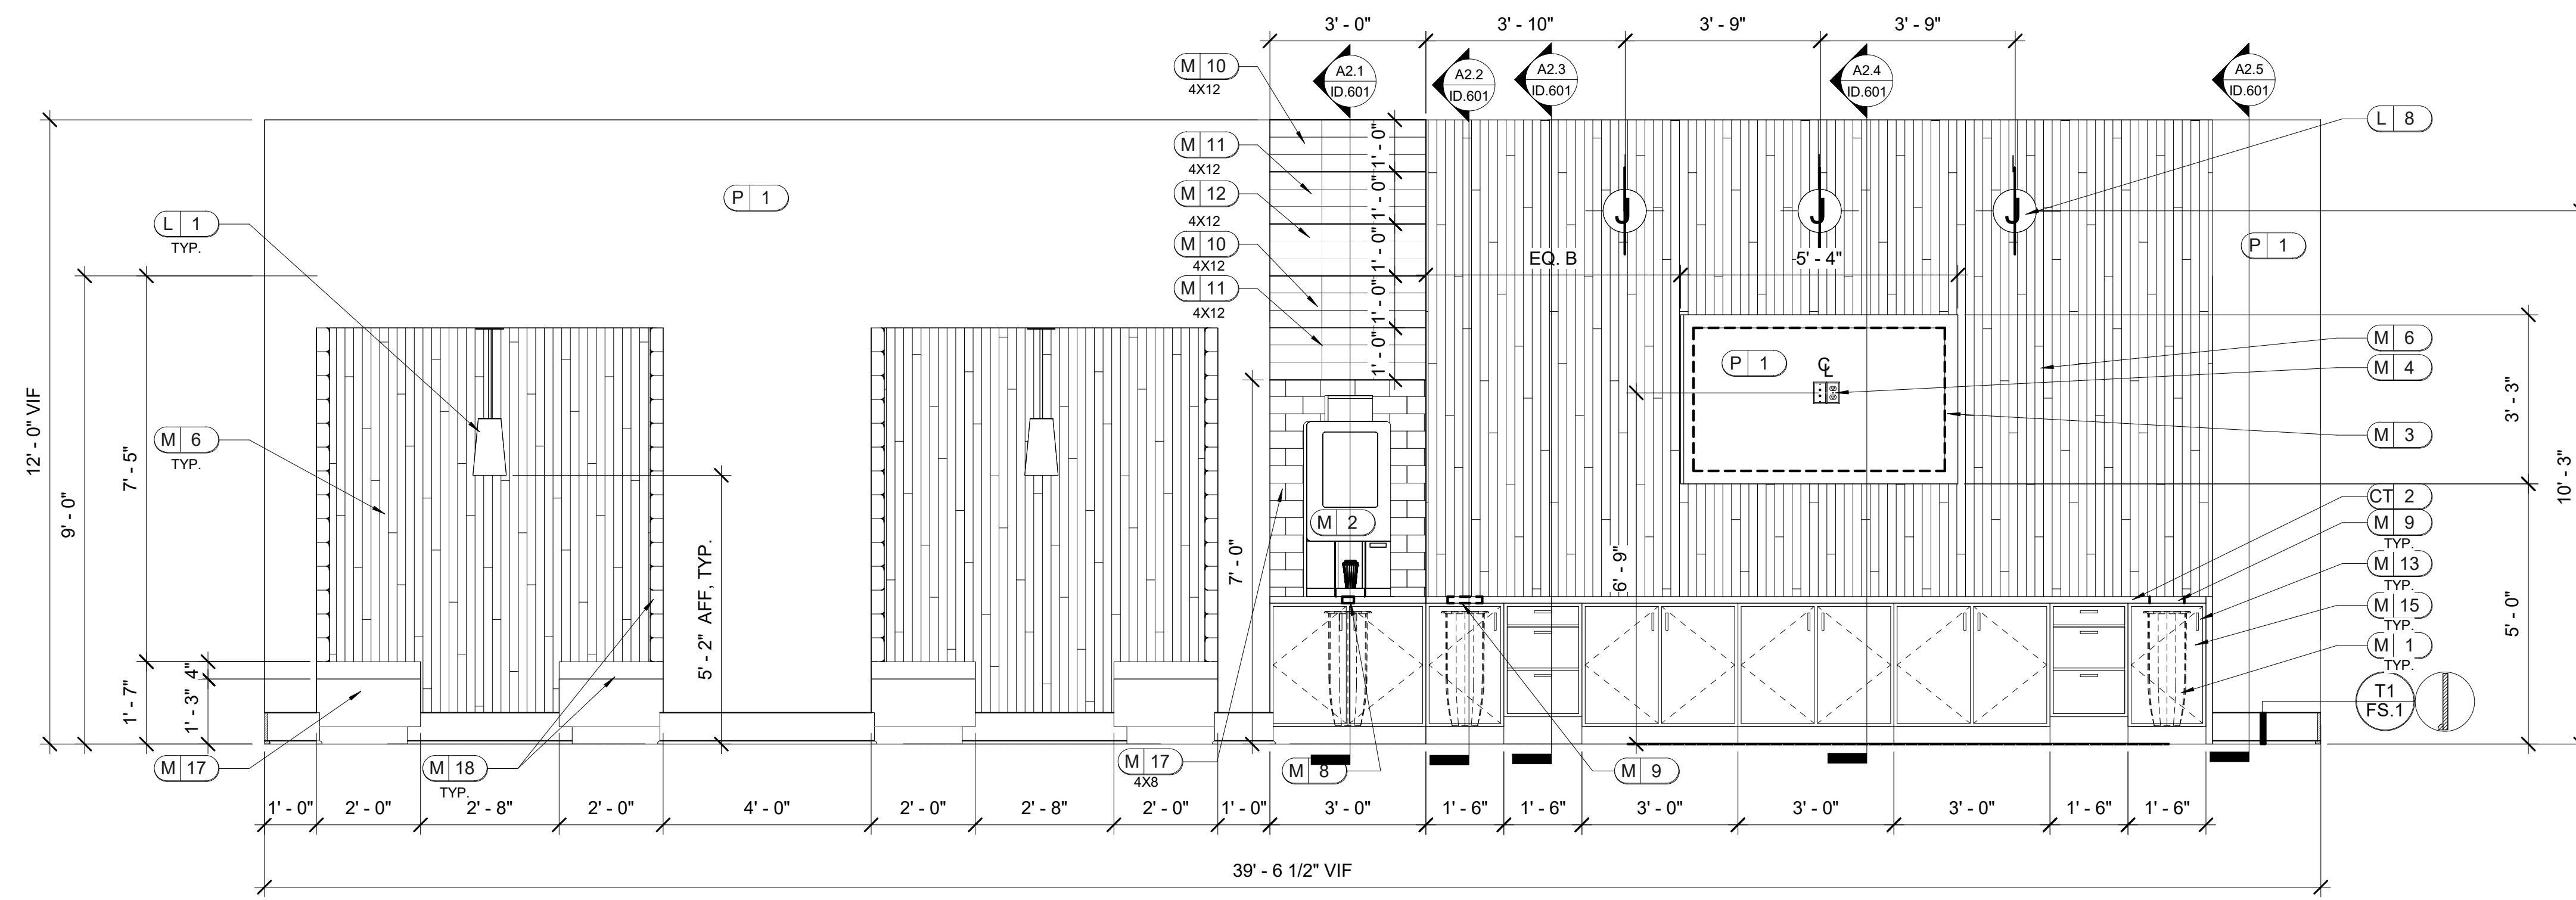 3' - 0"
3' - 10"
3' - 9"
3' - 9"
A2.1
ID.601
A2.2
ID.601
A2.3
ID.601
A2.4
ID.601
A2.5
ID.601
M 10
4X12
M 11
4X12
M 12
4X12
M 10
4X12
M 11
4X12
1' - 0"
1' - 0"
1' - 0"
1' - 0"
1' - 0"
L 8
P 1
P 1
L 1
TYP.
M 6
TYP.
12' - 0" VIF
9' - 0"
7' - 5"
1' - 7"
4"
1' - 3"
5' - 2" AFF, TYP.
7' - 0"
J
J
J
EQ. B
5' - 4"
P 1
CL
6' - 9"
M 2
M 6
M 4
M 3
3' - 3"
10' - 3"
5' - 0"
CT 2
M 9
TYP.
M 13
TYP.
M 15
TYP.
M 1
TYP.
T1
FS.1
M 17
M 18
TYP.
M 17
4X8
M 8
M 9
1' - 0"
2' - 0"
2' - 8"
2' - 0"
4' - 0"
2' - 0"
2' - 8"
2' - 0"
1' - 0"
3' - 0"
1' - 6"
1' - 6"
3' - 0"
3' - 0"
3' - 0"
1' - 6"
1' - 6"
39' - 6 1/2" VIF